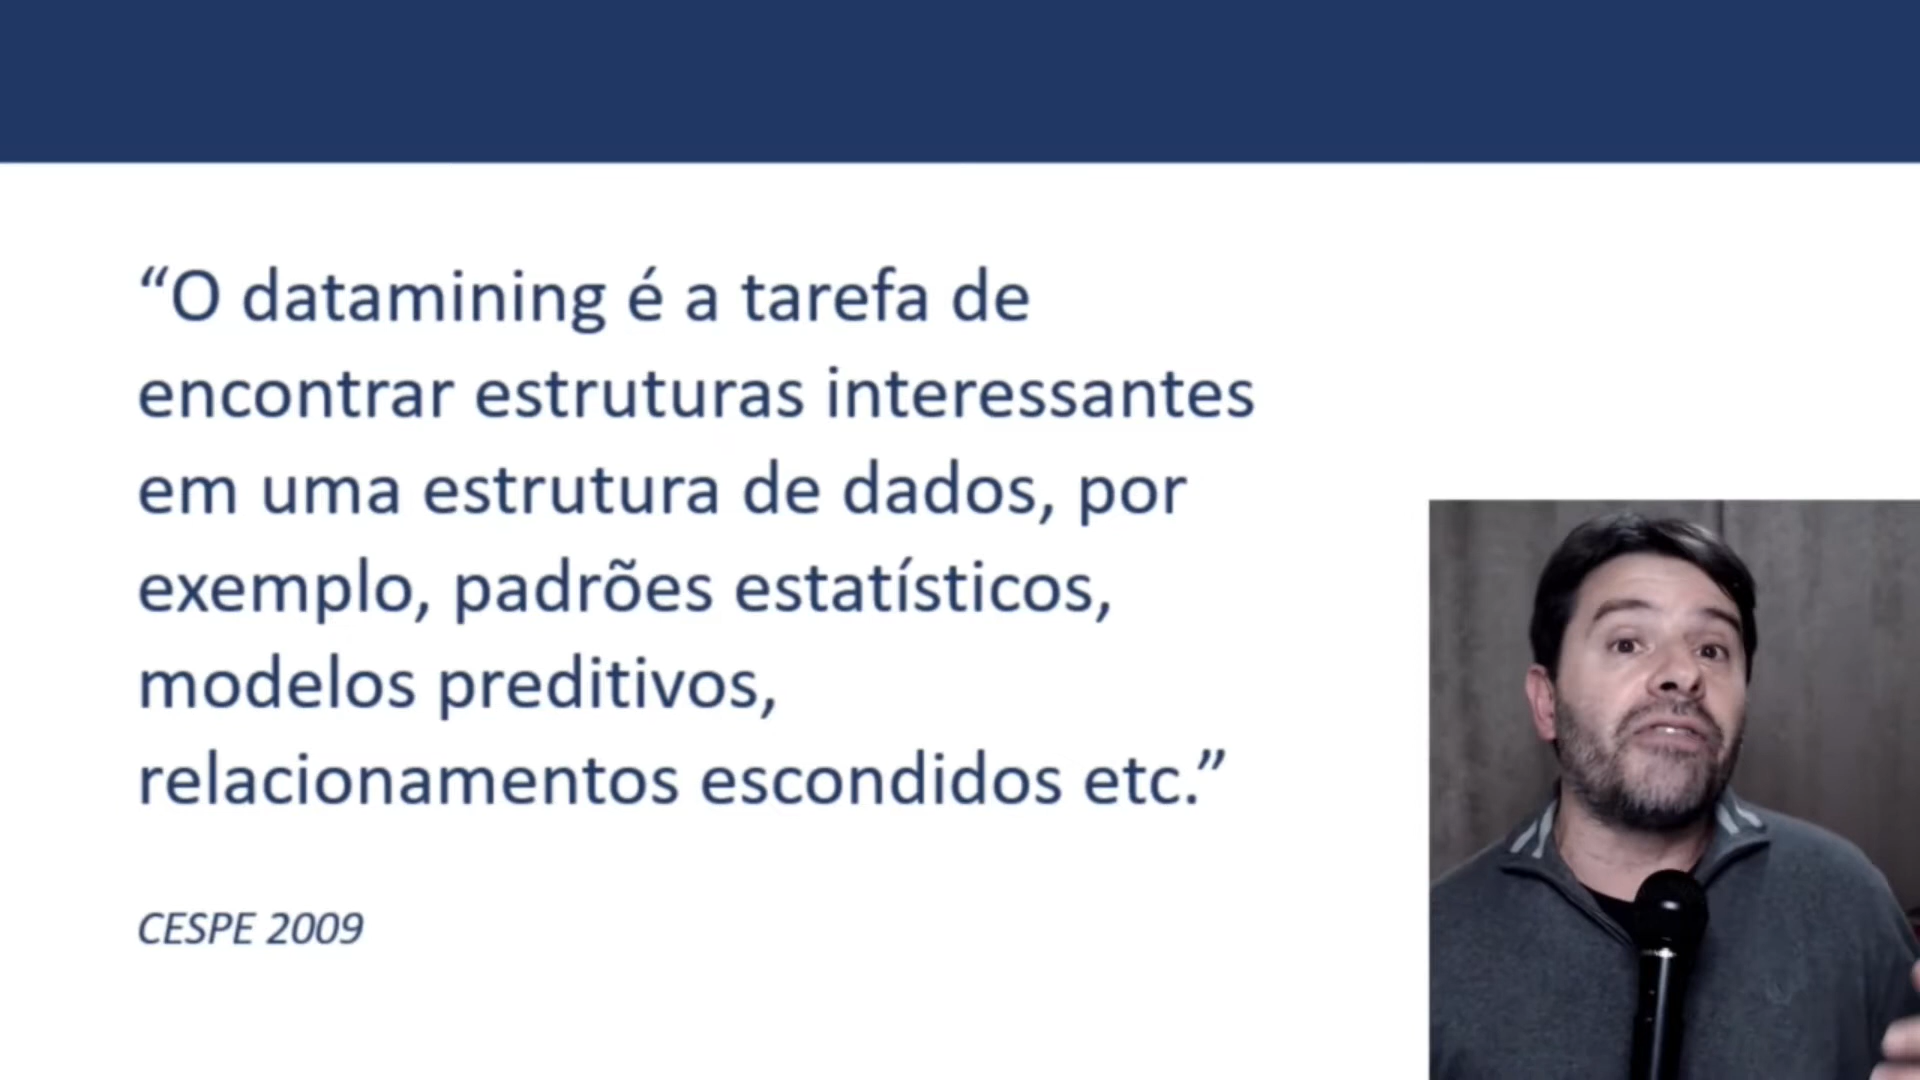 “O datamining é a tarefa de
encontrar estruturas interessantes
em uma estrutura de dados, por
exemplo, padrões estatísticos,
modelos preditivos,
relacionamentos escondidos etc.”
CESPE 2009